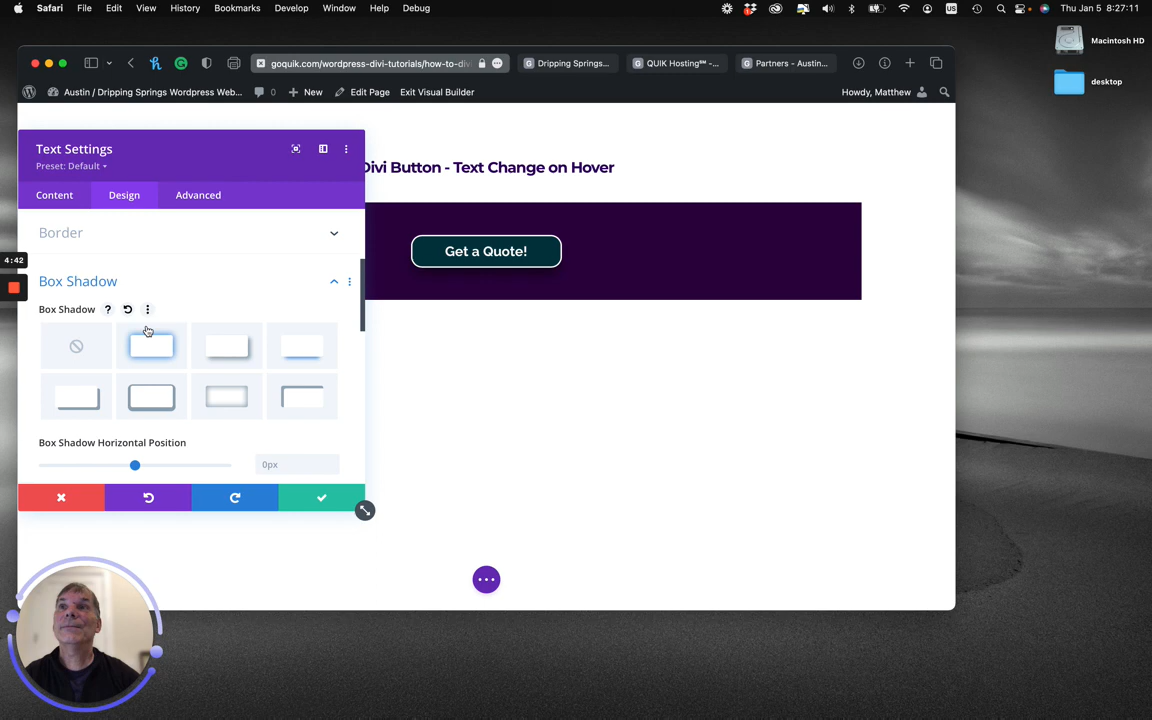 Safari File Edit View History Bookmarks Develop Window Help Debug US Thu Jan 5 8:27:11
Macintosh HD
goquik.com/wordpress-divi-tutorials/how-to-divi Dripping Springs... QUIK Hosting℠ -... Partners - Austin...
desktop
Austin / Dripping Springs Wordpress Web... 0 New Edit Page Exit Visual Builder Howdy, Matthew
Text Settings
Preset: Default
Divi Button - Text Change on Hover
Content Design Advanced
Border
Get a Quote!
4:42
Box Shadow
Box Shadow ?
Box Shadow Horizontal Position
0px